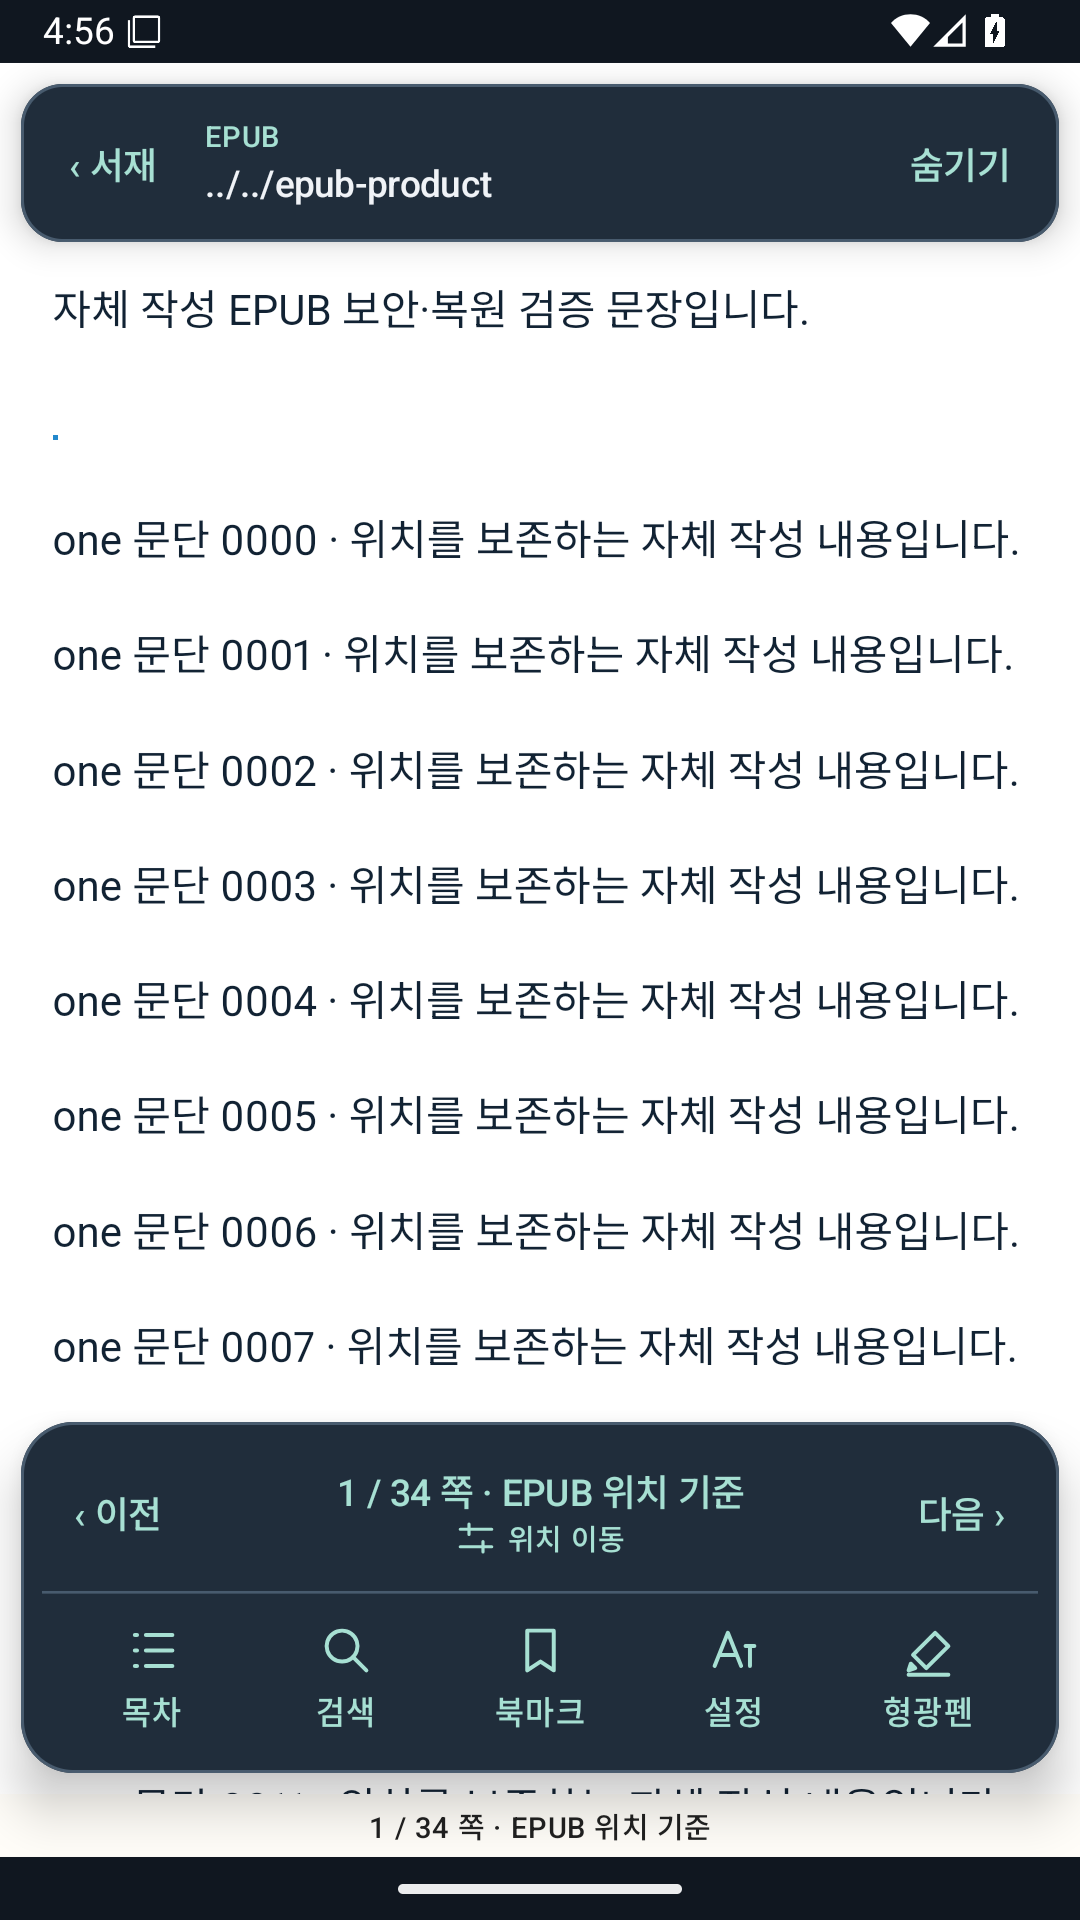 4:56
‹ 서재
EPUB
../../epub-product
숨기기
자체 작성 EPUB 보안·복원 검증 문장입니다.
one 문단 0000 · 위치를 보존하는 자체 작성 내용입니다.
one 문단 0001 · 위치를 보존하는 자체 작성 내용입니다.
one 문단 0002 · 위치를 보존하는 자체 작성 내용입니다.
one 문단 0003 · 위치를 보존하는 자체 작성 내용입니다.
one 문단 0004 · 위치를 보존하는 자체 작성 내용입니다.
one 문단 0005 · 위치를 보존하는 자체 작성 내용입니다.
one 문단 0006 · 위치를 보존하는 자체 작성 내용입니다.
one 문단 0007 · 위치를 보존하는 자체 작성 내용입니다.
‹ 이전
1 / 34 쪽 · EPUB 위치 기준
위치 이동
다음 ›
목차
검색
북마크
설정
형광펜
1 / 34 쪽 · EPUB 위치 기준